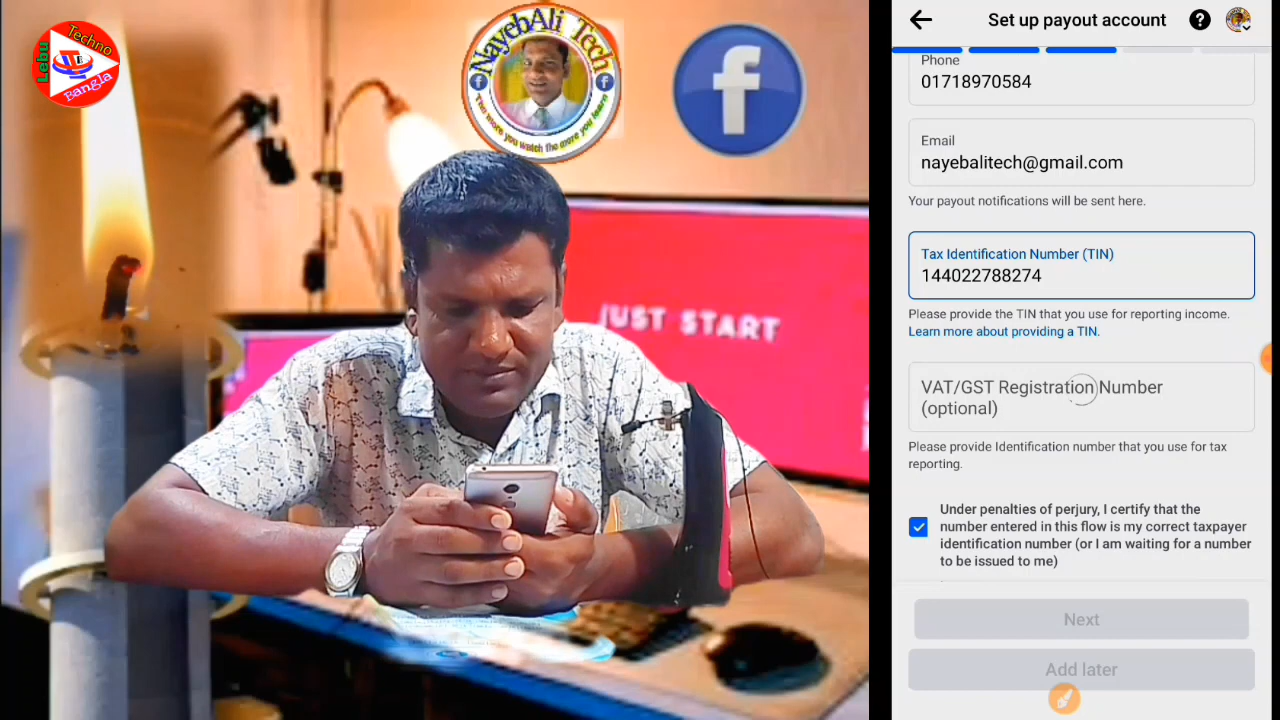 Lebu
Techno
Bangla
NayebAli Tech
The more you watch the more you learn
f
JUST START
Set up payout account
Phone
01718970584
Email
nayebalitech@gmail.com
Your payout notifications will be sent here.
Tax Identification Number (TIN)
144022788274
Please provide the TIN that you use for reporting income.
Learn more about providing a TIN.
VAT/GST Registration Number
(optional)
Please provide Identification number that you use for tax
reporting.
Under penalties of perjury, I certify that the
number entered in this flow is my correct taxpayer
identification number (or I am waiting for a number
to be issued to me)
Next
Add later